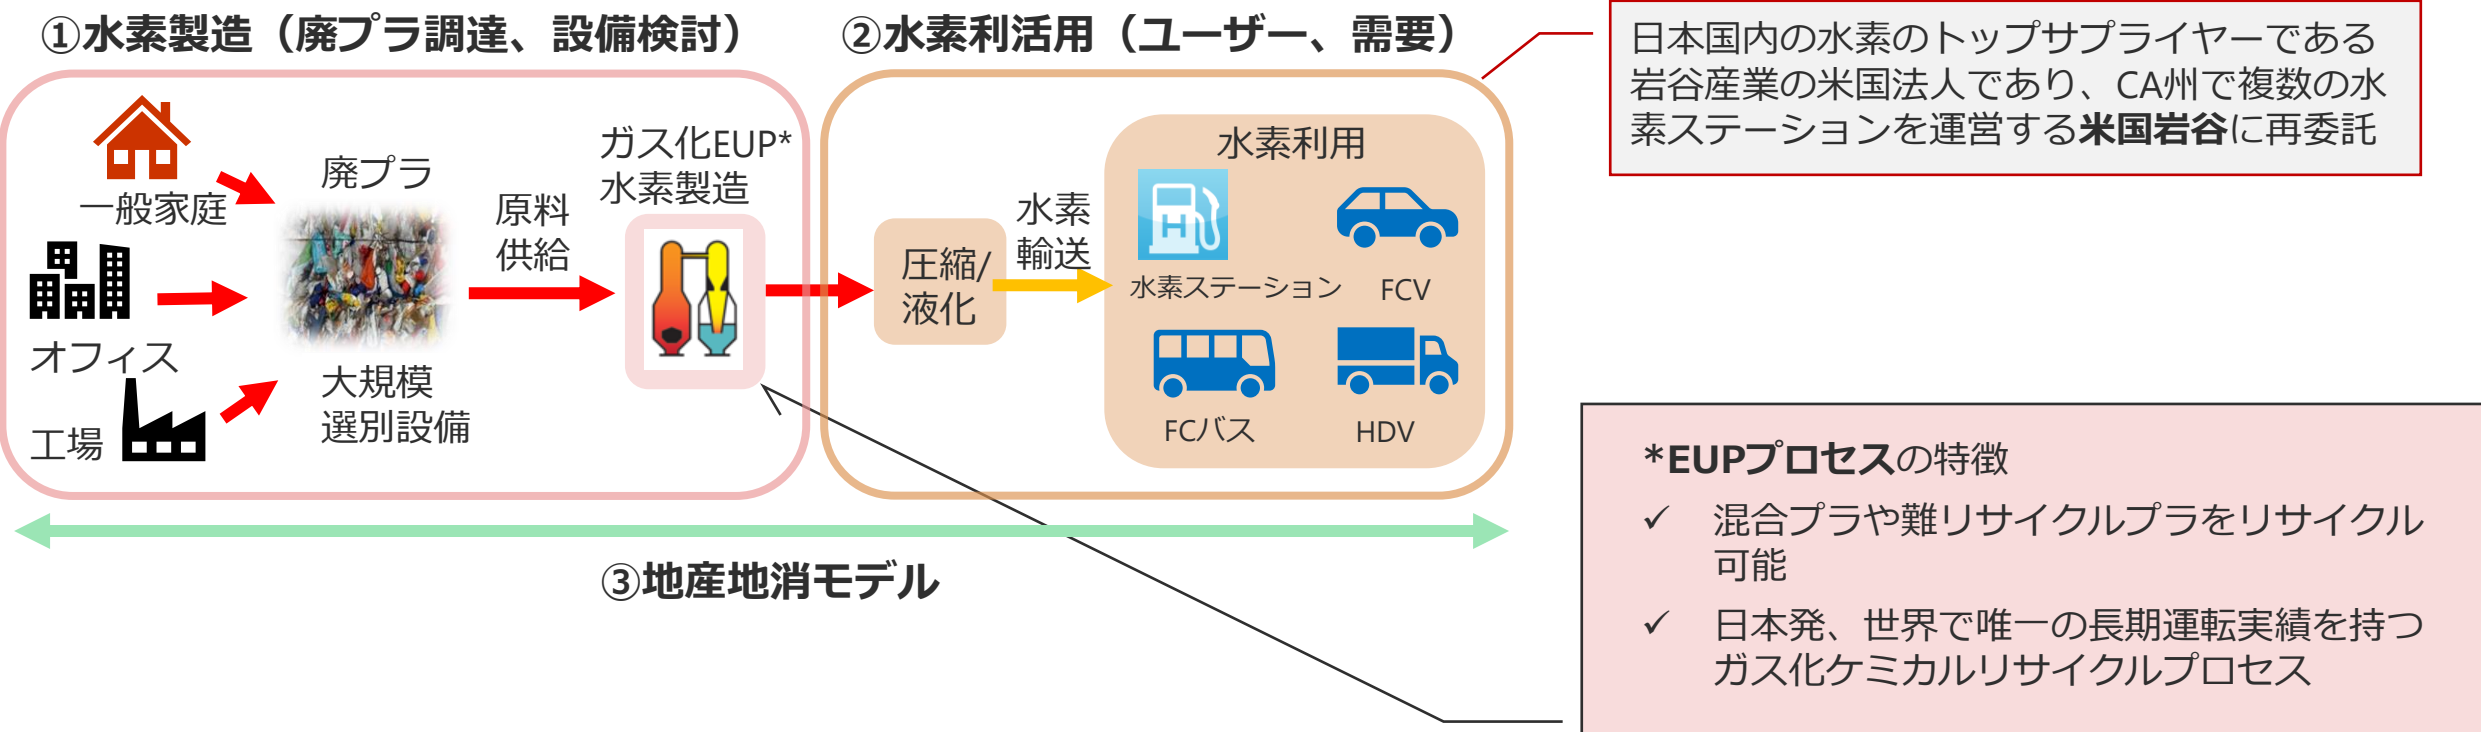 ①水素製造（廃プラ調達、設備検討）
一般家庭
オフィス
工場
廃プラ
大規模
選別設備
原料
供給
ガス化EUP*
水素製造
②水素利活用（ユーザー、需要）
圧縮/
液化
水素
輸送
水素利用
H
水素ステーション
FCV
FCバス
HDV
③地産地消モデル
日本国内の水素のトップサプライヤーである
岩谷産業の米国法人であり、CA州で複数の水
素ステーションを運営する米国岩谷に再委託
*EUPプロセスの特徴
✓ 混合プラや難リサイクルプラをリサイクル
可能
✓ 日本発、世界で唯一の長期運転実績を持つ
ガス化ケミカルリサイクルプロセス